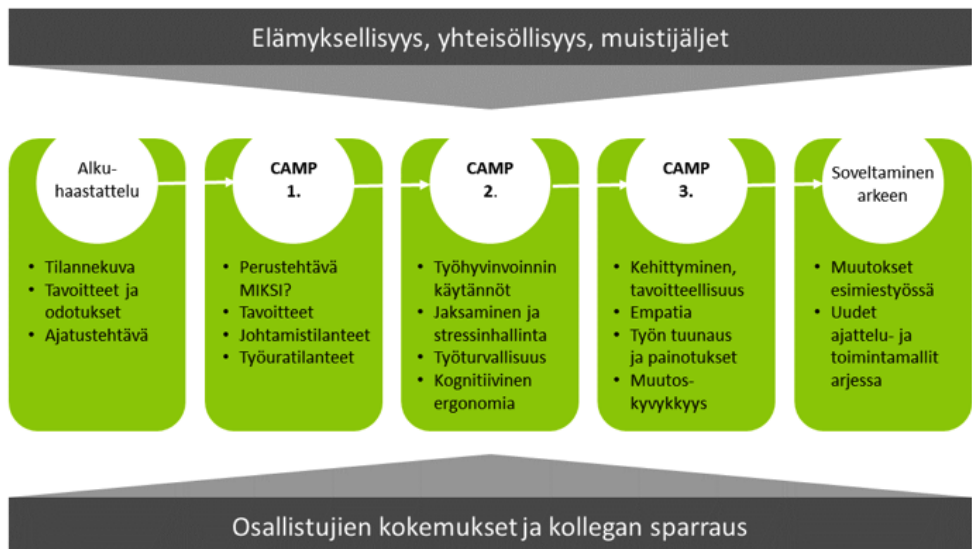 Elämyksellisyys, yhteisöllisyys, muistijäljet
Alku-
haastattelu
• Tilannekuva
• Tavoitteet ja
odotukset
• Ajatustehtävä
CAMP
1.
• Perustehtävä
MIKSI?
• Tavoitteet
• Johtamistilanteet
• Työuratilanteet
CAMP
2.
• Työhyvinvoinnin
käytännöt
• Jaksaminen ja
stressinhallinta
• Työturvallisuus
• Kognitiivinen
ergonomia
CAMP
3.
• Kehittyminen,
tavoitteellisuus
• Empatia
• Työn tuunaus
ja painotukset
• Muutos-
kyvykkyys
Soveltaminen
arkeen
• Muutokset
esimiestyössä
• Uudet
ajattelu- ja
toimintamallit
arjessa
Osallistujien kokemukset ja kollegan sparraus